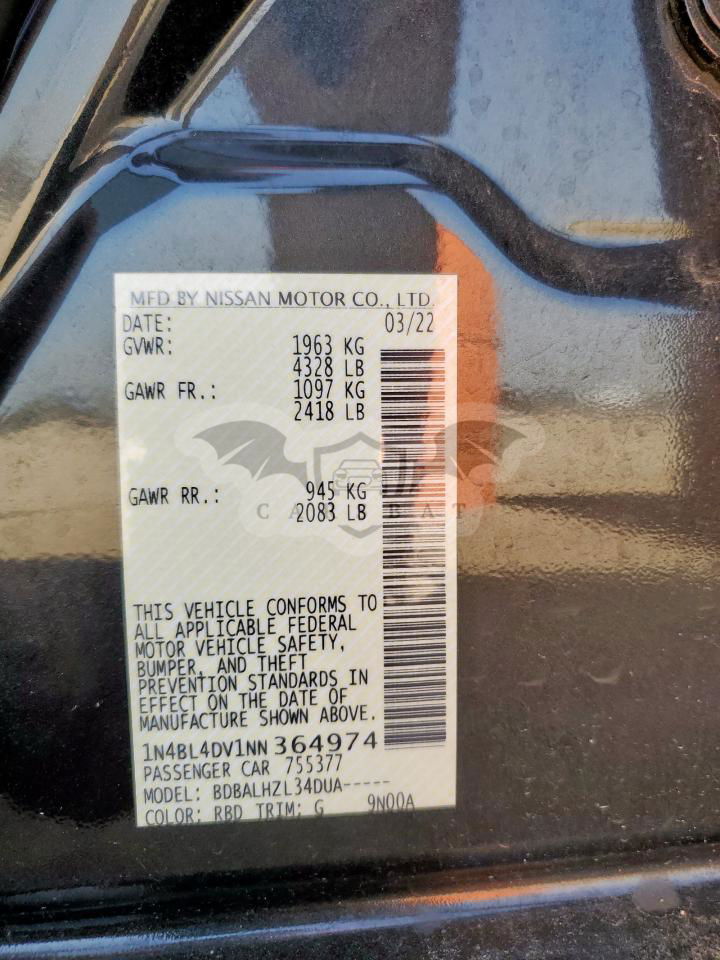 MFD BY NISSAN MOTOR CO., LTD.
DATE: 03/22
GVWR: 1963 KG
4328 LB
GAWR FR.: 1097 KG
2418 LB
GAWR RR.: 945 KG
2083 LB
CARBAT
THIS VEHICLE CONFORMS TO
ALL APPLICABLE FEDERAL
MOTOR VEHICLE SAFETY,
BUMPER, AND THEFT
PREVENTION STANDARDS IN
EFFECT ON THE DATE OF
MANUFACTURE SHOWN ABOVE.
1N4BL4DV1NN364974
PASSENGER CAR 755377
MODEL: BDBALHZL34DUA-----
COLOR: RBD TRIM: G 9N00A